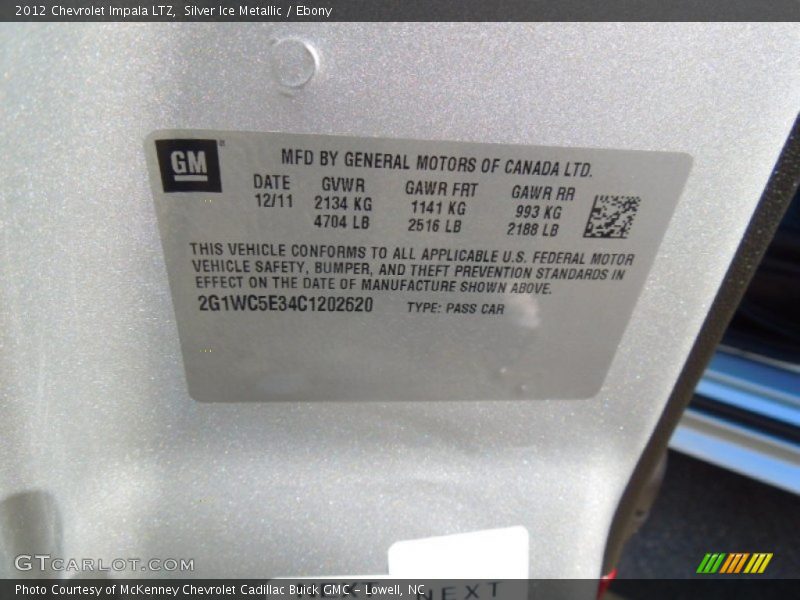 2012 Chevrolet Impala LTZ, Silver Ice Metallic / Ebony
GM
MFD BY GENERAL MOTORS OF CANADA LTD.
DATE GVWR GAWR FRT GAWR RR
12/11 2134 KG 1141 KG 993 KG
4704 LB 2516 LB 2188 LB
THIS VEHICLE CONFORMS TO ALL APPLICABLE U.S. FEDERAL MOTOR
VEHICLE SAFETY, BUMPER, AND THEFT PREVENTION STANDARDS IN
EFFECT ON THE DATE OF MANUFACTURE SHOWN ABOVE.
2G1WC5E34C1202620 TYPE: PASS CAR
NEXT NEXT
GTCARLOT.COM
Photo Courtesy of McKenney Chevrolet Cadillac Buick GMC - Lowell, NC